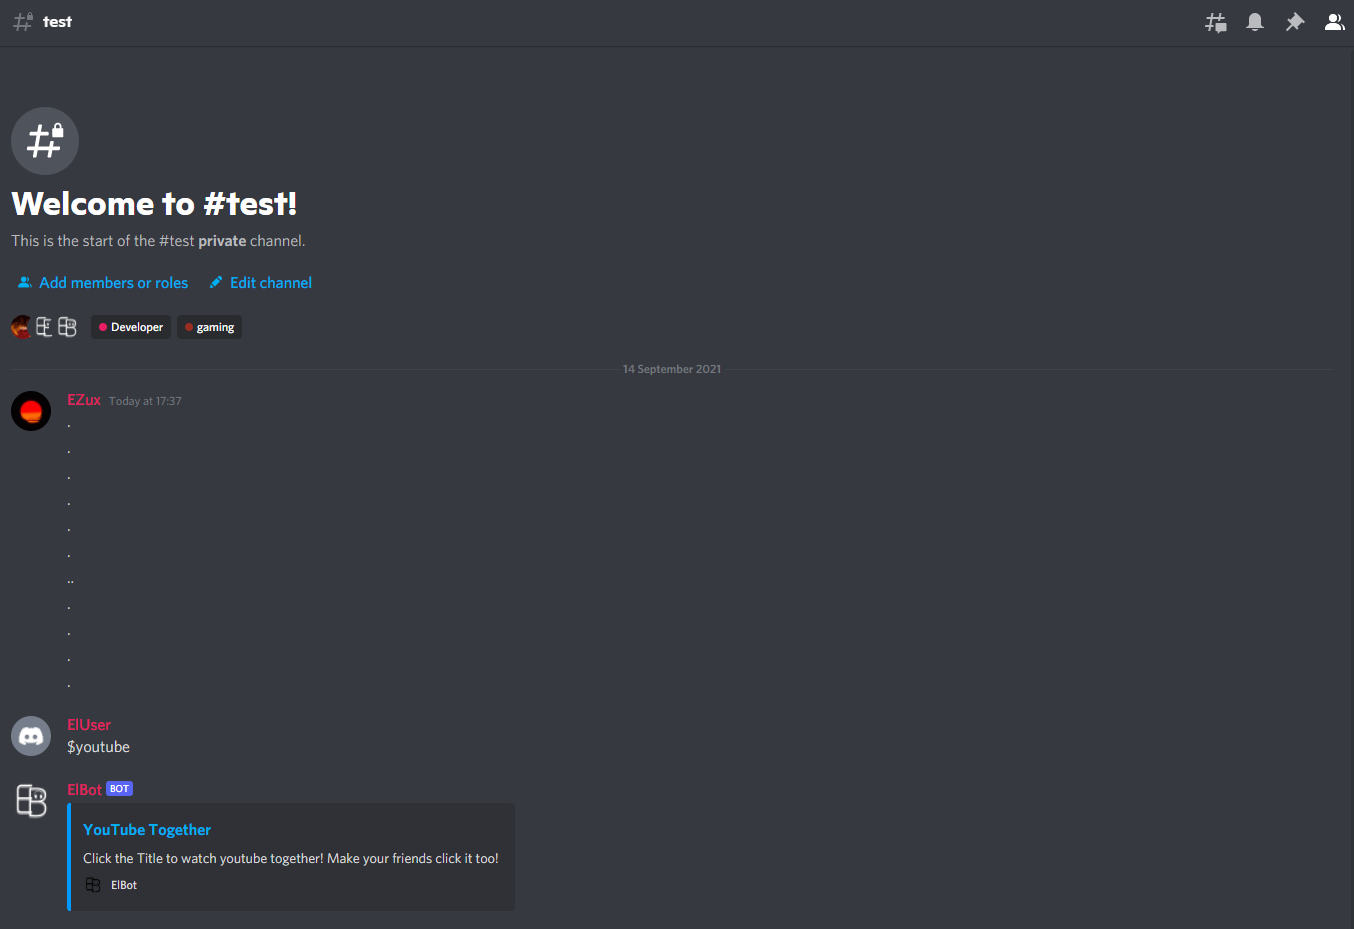 test
Welcome to #test!
This is the start of the #test private channel.
Add members or roles Edit channel
Developer gaming
14 September 2021
EZux Today at 17:37
.
.
.
.
.
.
..
.
.
.
.
ElUser
$youtube
ElBot BOT
YouTube Together
Click the Title to watch youtube together! Make your friends click it too!
ElBot